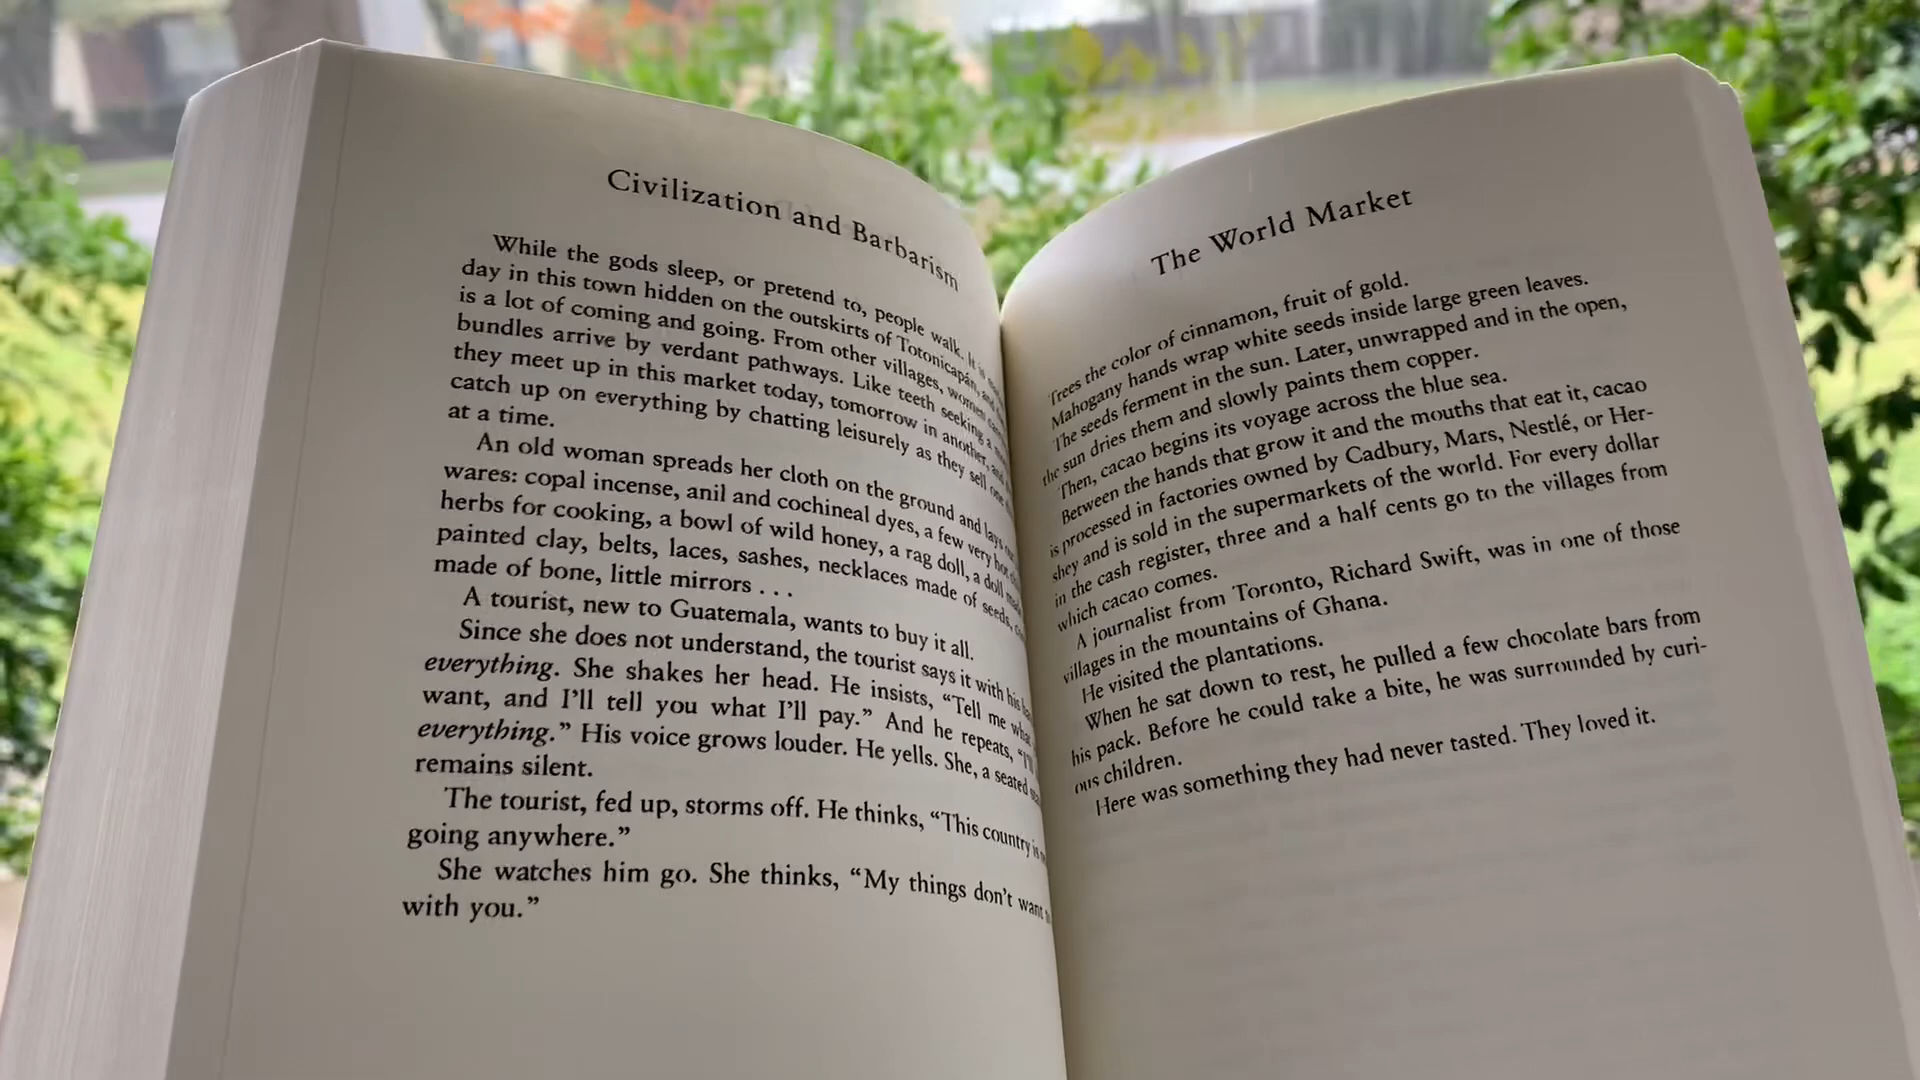 Civilization and Barbarism
While the gods sleep, or pretend to, people walk. It is
day in this town hidden on the outskirts of Totonicapán, and
is a lot of coming and going. From other villages, women
bundles arrive by verdant pathways. Like teeth seeking a
they meet up in this market today, tomorrow in another, and
catch up on everything by chatting leisurely as they sell one
at a time.
An old woman spreads her cloth on the ground and lays
wares: copal incense, anil and cochineal dyes, a few very hot
herbs for cooking, a bowl of wild honey, a rag doll, a doll
painted clay, belts, laces, sashes, necklaces made of seeds,
made of bone, little mirrors . . .
A tourist, new to Guatemala, wants to buy it all.
Since she does not understand, the tourist says it with his
everything. She shakes her head. He insists, “Tell me what
want, and I’ll tell you what I’ll pay.” And he repeats, “I’ll
everything.” His voice grows louder. He yells. She, a seated
remains silent.
The tourist, fed up, storms off. He thinks, “This country is
going anywhere.”
She watches him go. She thinks, “My things don’t want
with you.”
The World Market
Trees the color of cinnamon, fruit of gold.
Mahogany hands wrap white seeds inside large green leaves.
The seeds ferment in the sun. Later, unwrapped and in the open,
the sun dries them and slowly paints them copper.
Then, cacao begins its voyage across the blue sea.
Between the hands that grow it and the mouths that eat it, cacao
is processed in factories owned by Cadbury, Mars, Nestlé, or Her-
shey and is sold in the supermarkets of the world. For every dollar
in the cash register, three and a half cents go to the villages from
which cacao comes.
A journalist from Toronto, Richard Swift, was in one of those
villages in the mountains of Ghana.
He visited the plantations.
When he sat down to rest, he pulled a few chocolate bars from
his pack. Before he could take a bite, he was surrounded by curi-
ous children.
Here was something they had never tasted. They loved it.